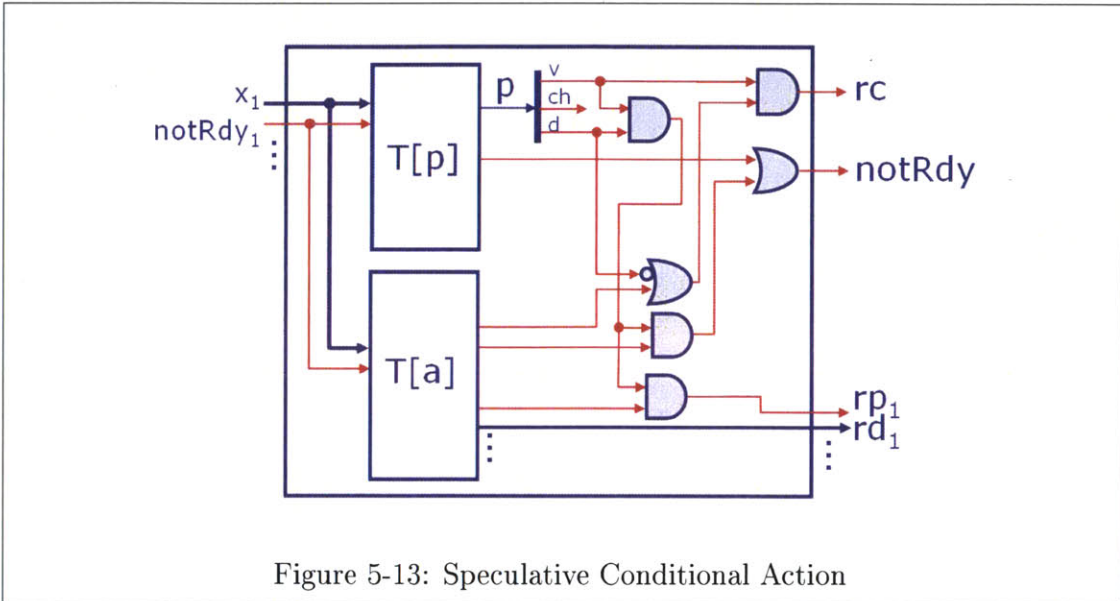 v
p
rc
x₁
ch
notRdy₁
d
T[p]
notRdy
T[a]
rp₁
rd₁
Figure 5-13: Speculative Conditional Action